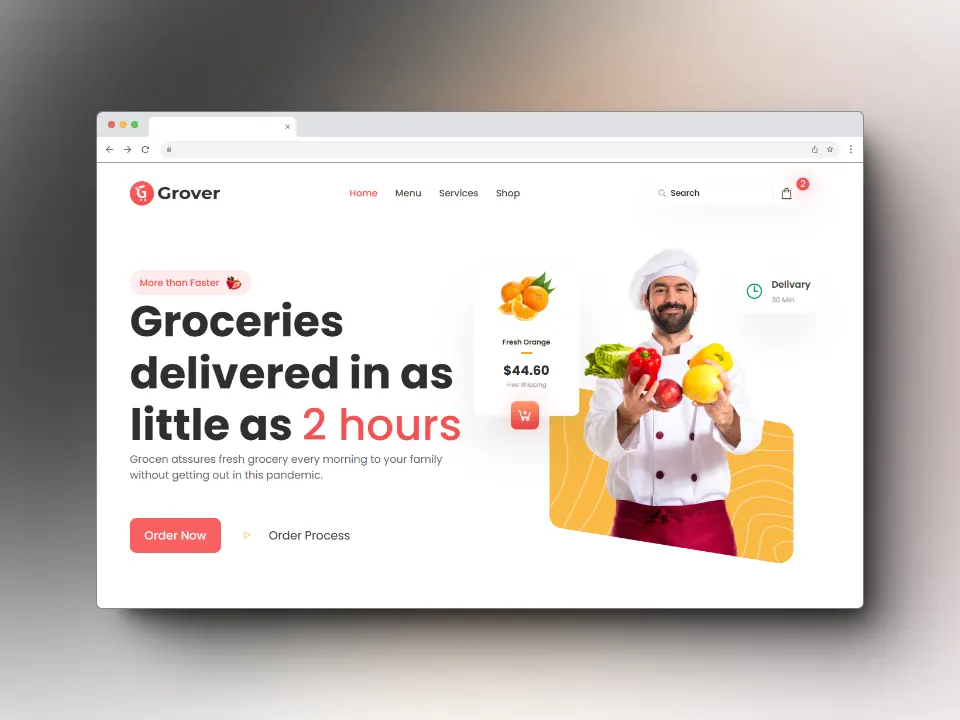 Grover
Home Menu Services Shop
Search
2
More than Faster
Groceries
delivered in as
little as 2 hours
Grocen atssures fresh grocery every morning to your family
without getting out in this pandemic.
Order Now
Order Process
Fresh Orange
$44.60
Free shipping
Delivary
30 Min